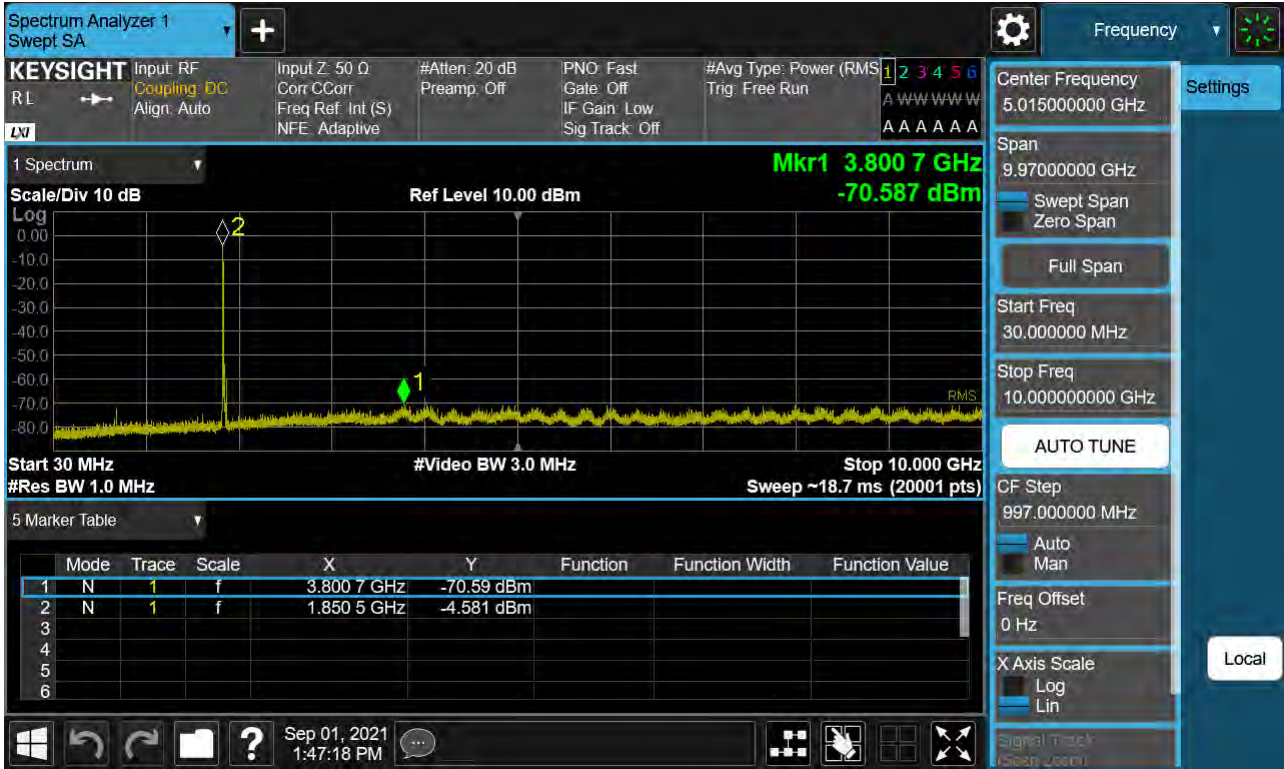 Spectrum Analyzer 1
Swept SA
+
Frequency
KEYSIGHT
RL
LXI
Input: RF
Coupling: DC
Align: Auto
Input Z: 50 Ω
Corr CCorr
Freq Ref: Int (S)
NFE: Adaptive
#Atten: 20 dB
Preamp: Off
PNO: Fast
Gate: Off
IF Gain: Low
Sig Track: Off
#Avg Type: Power (RMS
Trig: Free Run
1 2 3 4 5 6
A W W W W W
A A A A A A
1 Spectrum
Mkr1 3.800 7 GHz
-70.587 dBm
Scale/Div 10 dB
Ref Level 10.00 dBm
Log
0.00
-10.0
-20.0
-30.0
-40.0
-50.0
-60.0
-70.0
-80.0
2
1
RMS
Start 30 MHz
#Video BW 3.0 MHz
Stop 10.000 GHz
#Res BW 1.0 MHz
Sweep ~18.7 ms (20001 pts)
5 Marker Table
Mode Trace Scale X Y Function Function Width Function Value
1 N 1 f 3.800 7 GHz -70.59 dBm
2 N 1 f 1.850 5 GHz -4.581 dBm
3
4
5
6
Center Frequency
5.015000000 GHz
Span
9.97000000 GHz
Swept Span
Zero Span
Full Span
Start Freq
30.000000 MHz
Stop Freq
10.000000000 GHz
AUTO TUNE
CF Step
997.000000 MHz
Auto
Man
Freq Offset
0 Hz
X Axis Scale
Log
Lin
Signal Track
(Span Zoom)
Settings
Local
?
Sep 01, 2021
1:47:18 PM